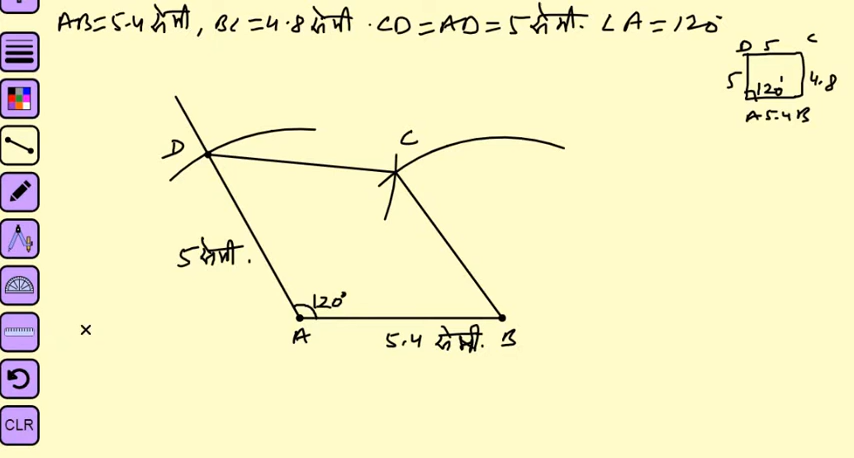 AB=5.4 सेमी, BC=4.8 सेमी. CD=AD=5 सेमी. ∠A=120°
D 5 C
5 120° 4.8
A 5.4 B
D
C
5 सेमी.
120°
A
5.4 सेमी. B
CLR